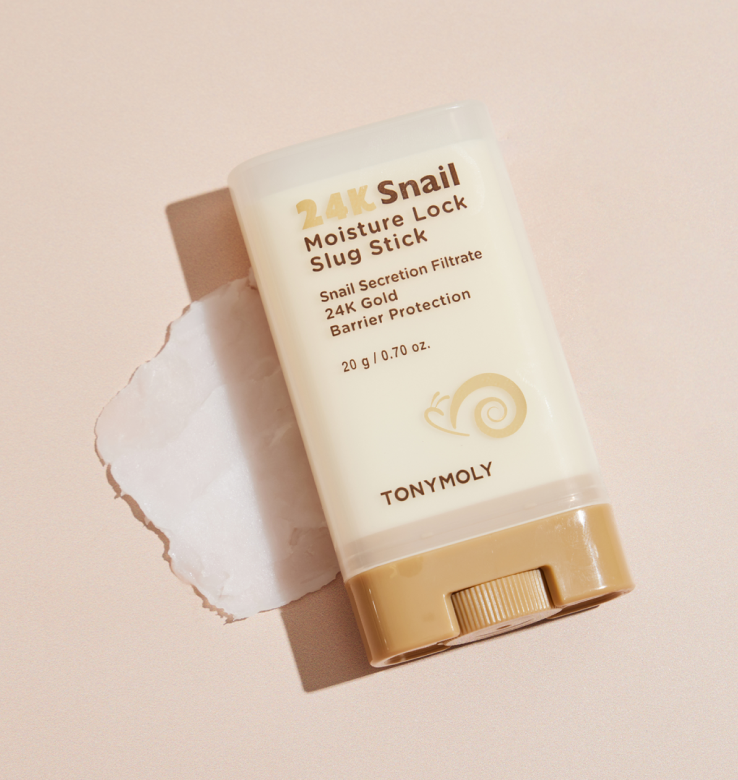 24K Snail
Moisture Lock
Slug Stick
Snail Secretion Filtrate
24K Gold
Barrier Protection
20 g / 0.70 oz.
TONYMOLY